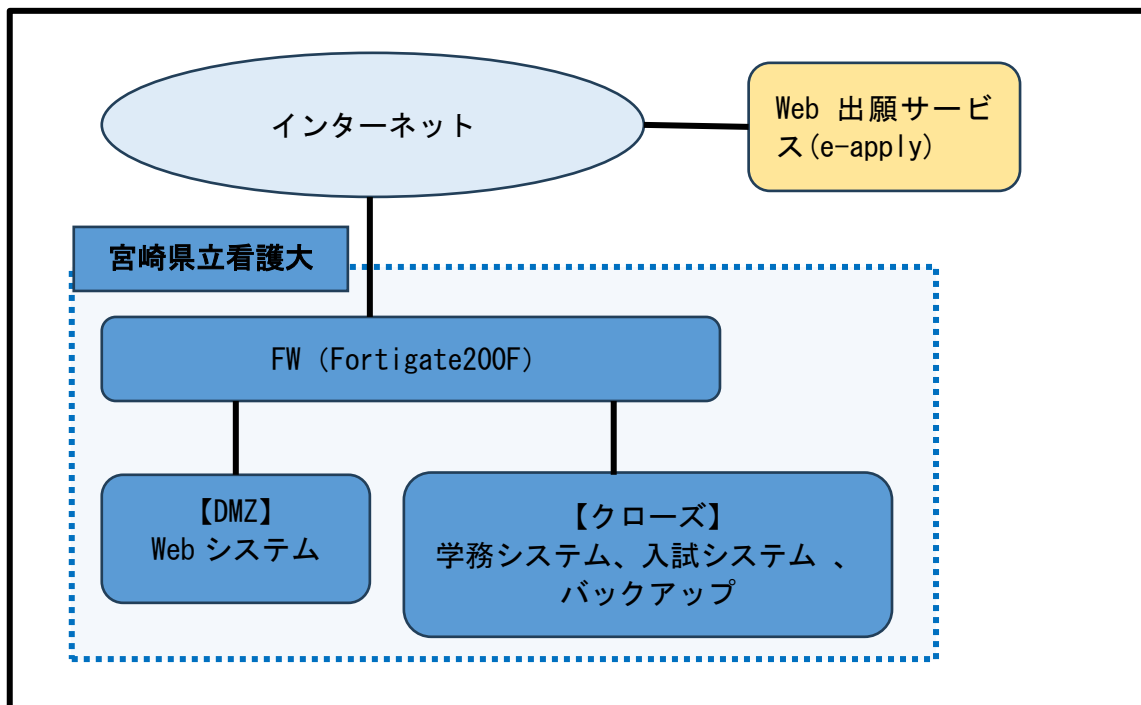 インターネット
Web 出願サービ
ス(e-apply)
宮崎県立看護大
FW (Fortigate200F)
【DMZ】
Web システム
【クローズ】
学務システム、入試システム 、
バックアップ